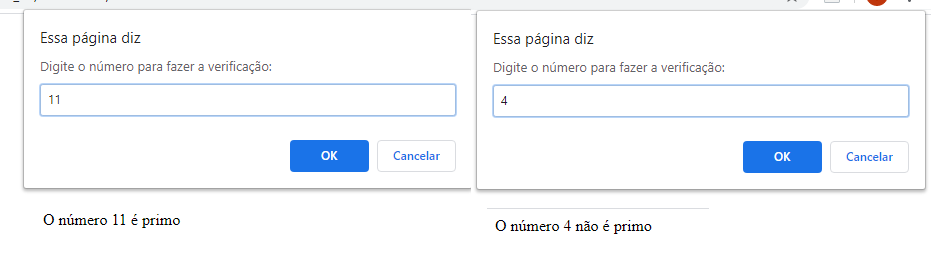 Essa página diz
Digite o número para fazer a verificação:
11
OK
Cancelar
O número 11 é primo
Essa página diz
Digite o número para fazer a verificação:
4
OK
Cancelar
O número 4 não é primo